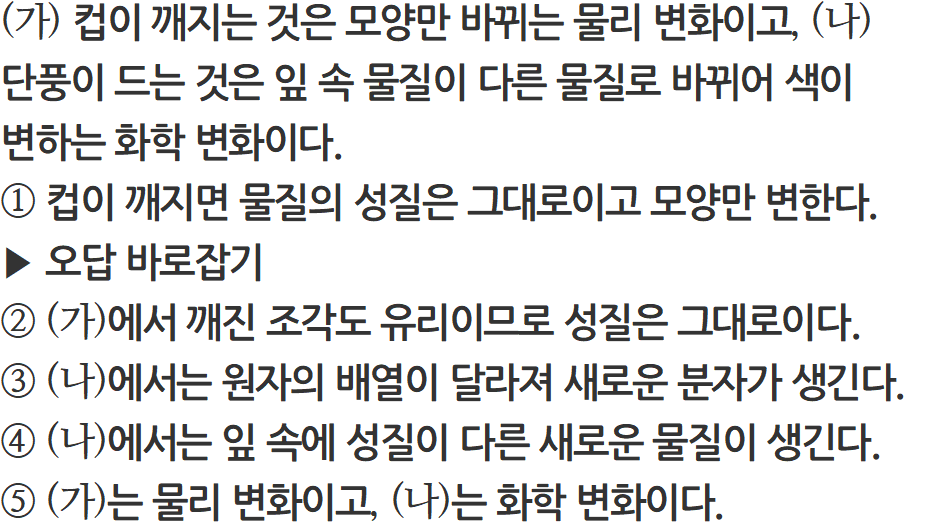 (가) 컵이 깨지는 것은 모양만 바뀌는 물리 변화이고, (나)
단풍이 드는 것은 잎 속 물질이 다른 물질로 바뀌어 색이
변하는 화학 변화이다.
① 컵이 깨지면 물질의 성질은 그대로이고 모양만 변한다.
▶ 오답 바로잡기
② (가)에서 깨진 조각도 유리이므로 성질은 그대로이다.
③ (나)에서는 원자의 배열이 달라져 새로운 분자가 생긴다.
④ (나)에서는 잎 속에 성질이 다른 새로운 물질이 생긴다.
⑤ (가)는 물리 변화이고, (나)는 화학 변화이다.